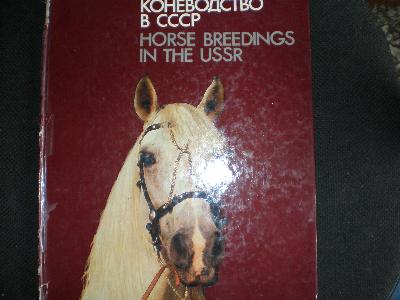 КОНЕВОДСТВО
В СССР
HORSE BREEDINGS
IN THE USSR